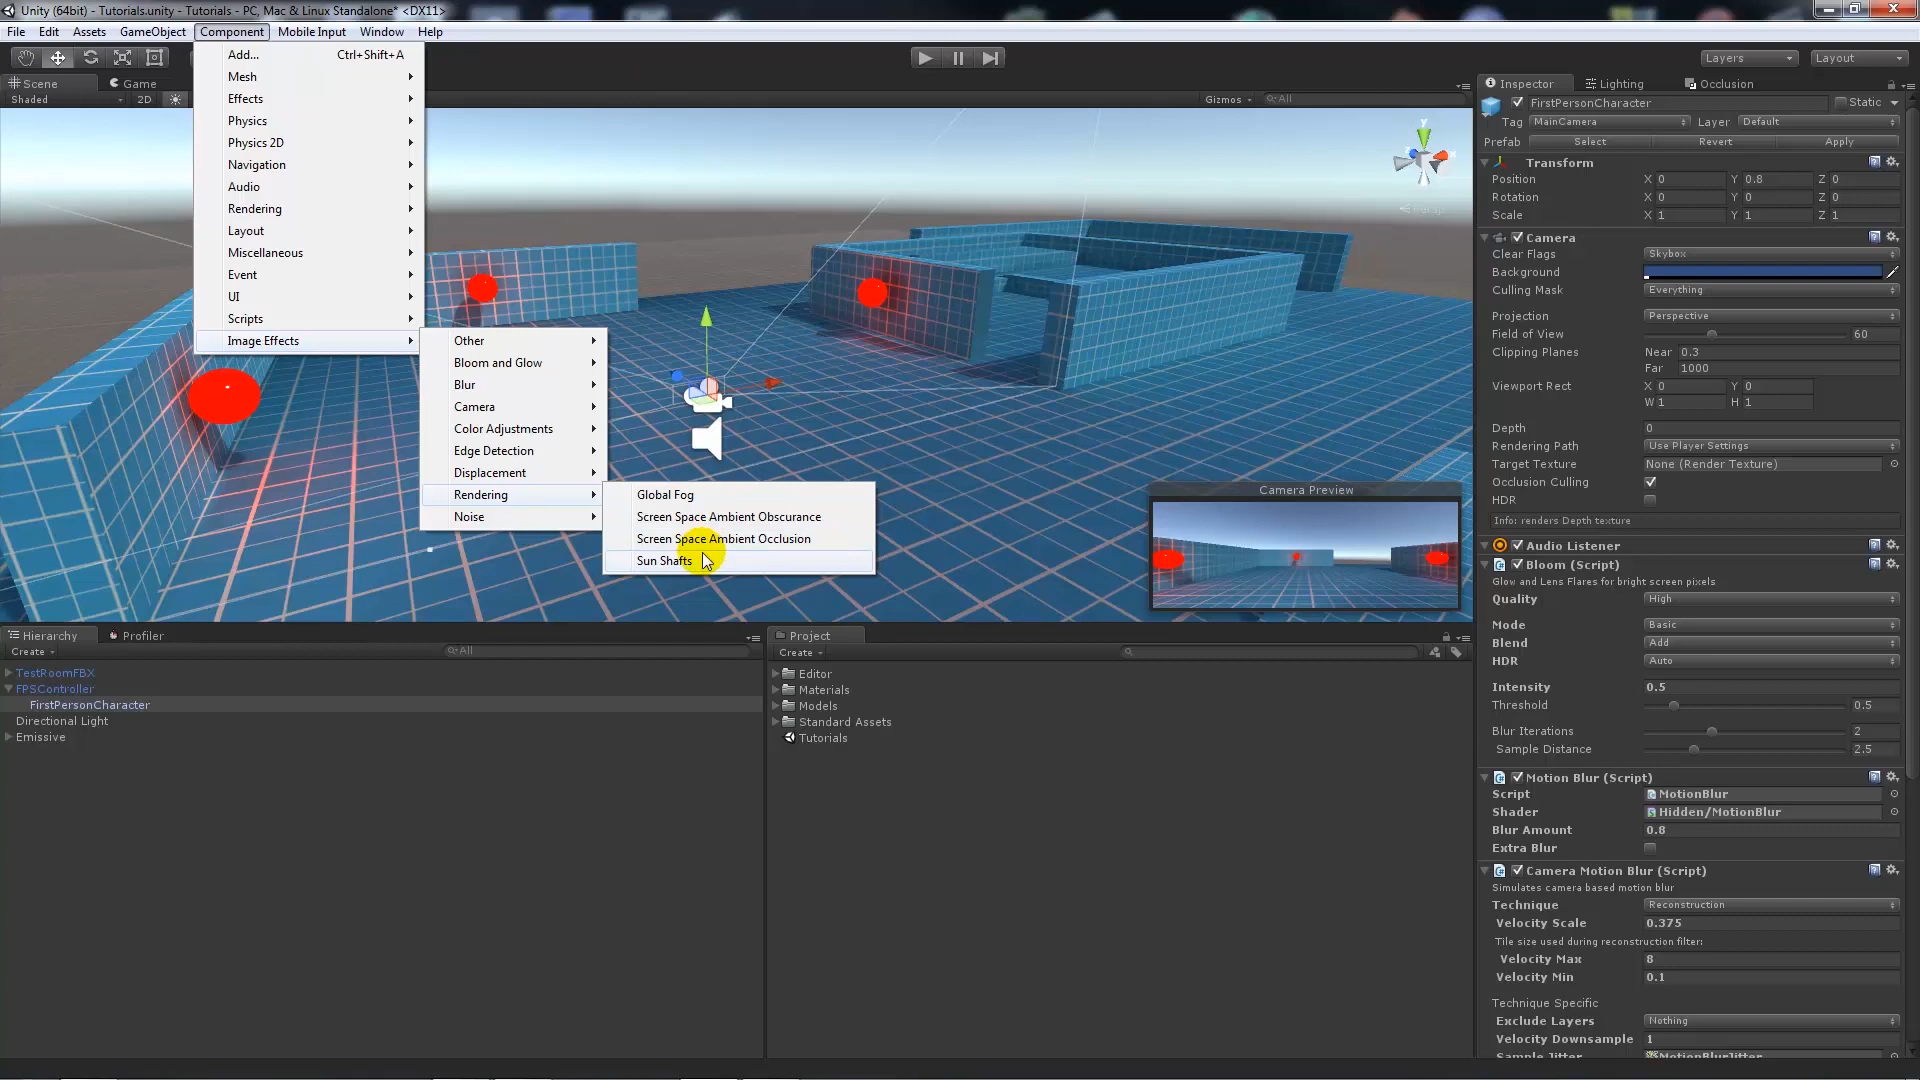 Unity (64bit) - Tutorials.unity - Tutorials - PC, Mac & Linux Standalone* <DX11>
File Edit Assets GameObject Component Mobile Input Window Help
Layers Layout
Scene Game
Shaded 2D Gizmos All
Add... Ctrl+Shift+A
Mesh
Effects
Physics
Physics 2D
Navigation
Audio
Rendering
Layout
Miscellaneous
Event
UI
Scripts
Image Effects
Other
Bloom and Glow
Blur
Camera
Color Adjustments
Edge Detection
Displacement
Rendering
Noise
Global Fog
Screen Space Ambient Obscurance
Screen Space Ambient Occlusion
Sun Shafts
y
Persp
Camera Preview
Inspector Lighting Occlusion
FirstPersonCharacter Static
Tag MainCamera Layer Default
Prefab Select Revert Apply
Transform
Position X 0 Y 0.8 Z 0
Rotation X 0 Y 0 Z 0
Scale X 1 Y 1 Z 1
Camera
Clear Flags Skybox
Background
Culling Mask Everything
Projection Perspective
Field of View 60
Clipping Planes Near 0.3
Far 1000
Viewport Rect X 0 Y 0
W 1 H 1
Depth 0
Rendering Path Use Player Settings
Target Texture None (Render Texture)
Occlusion Culling
HDR
Info: renders Depth texture
Audio Listener
Bloom (Script)
Glow and Lens Flares for bright screen pixels
Quality High
Mode Basic
Blend Add
HDR Auto
Intensity 0.5
Threshold 0.5
Blur Iterations 2
Sample Distance 2.5
Motion Blur (Script)
Script MotionBlur
Shader Hidden/MotionBlur
Blur Amount 0.8
Extra Blur
Camera Motion Blur (Script)
Simulates camera based motion blur
Technique Reconstruction
Velocity Scale 0.375
Tile size used during reconstruction filter:
Velocity Max 8
Velocity Min 0.1
Technique Specific
Exclude Layers Nothing
Velocity Downsample 1
Sample Jitter MotionBlurJitter
Hierarchy Profiler
Create All
TestRoomFBX
FPSController
FirstPersonCharacter
Directional Light
Emissive
Project
Create
Editor
Materials
Models
Standard Assets
Tutorials